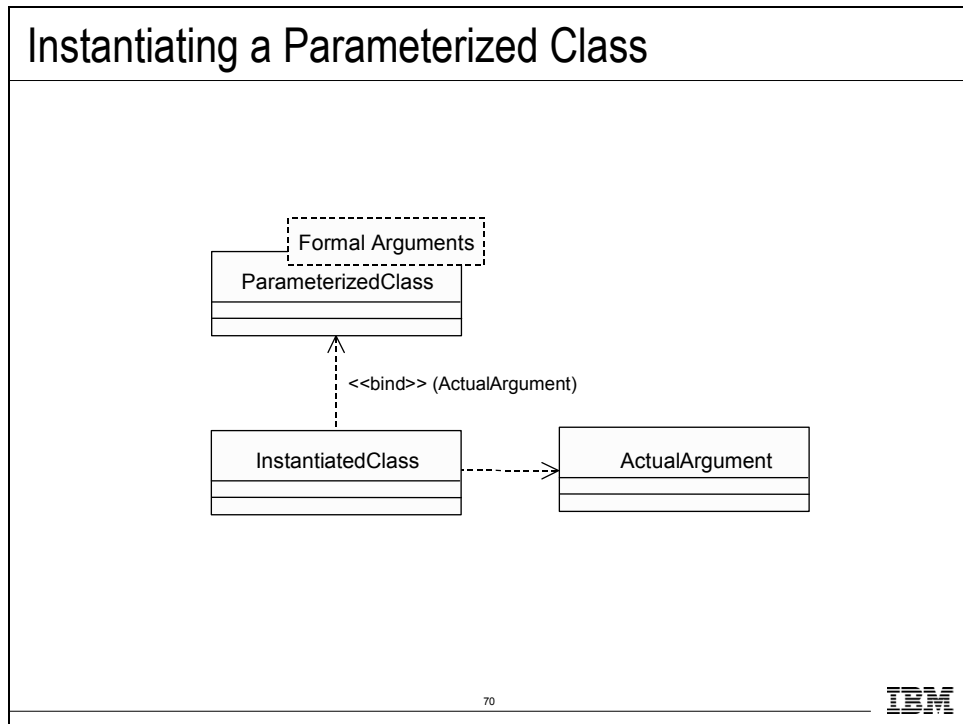 Instantiating a Parameterized Class
Formal Arguments
ParameterizedClass
<<bind>> (ActualArgument)
InstantiatedClass
ActualArgument
70
IBM